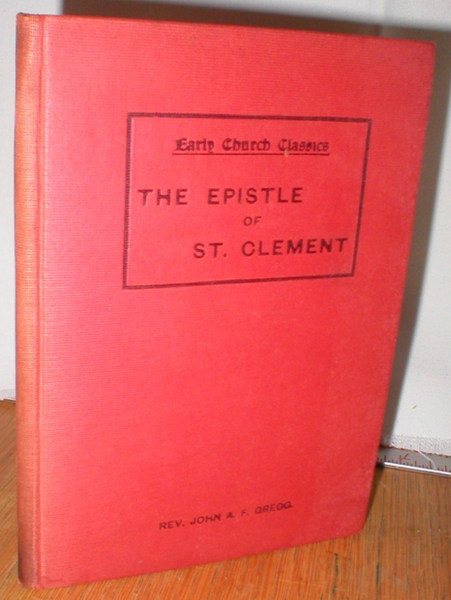 Early Church Classics
THE EPISTLE
OF
ST. CLEMENT
REV. JOHN A. F. GREGG.